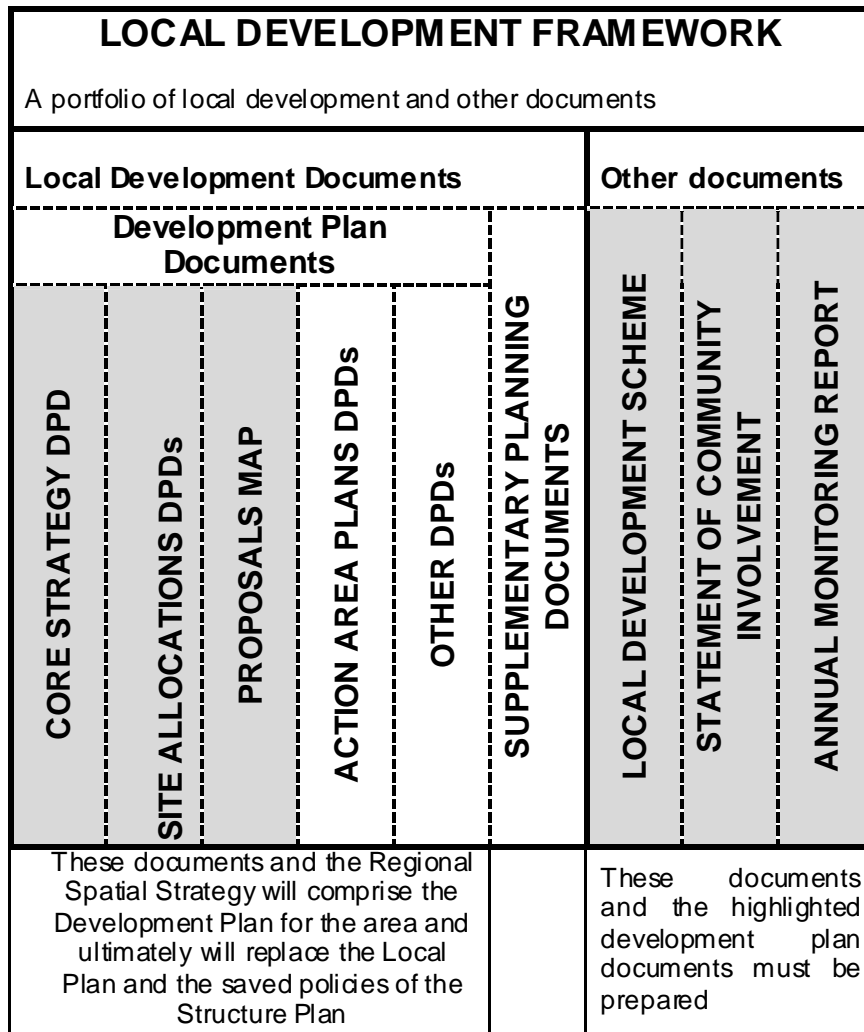 LOCAL DEVELOPMENT FRAMEWORK
A portfolio of local development and other documents
Local Development Documents
Other documents
Development Plan
Documents
CORE STRATEGY DPD
SITE ALLOCATIONS DPDs
PROPOSALS MAP
ACTION AREA PLANS DPDs
OTHER DPDs
SUPPLEMENTARY PLANNING
DOCUMENTS
LOCAL DEVELOPMENT SCHEME
STATEMENT OF COMMUNITY
INVOLVEMENT
ANNUAL MONITORING REPORT
These documents and the Regional
Spatial Strategy will comprise the
Development Plan for the area and
ultimately will replace the Local
Plan and the saved policies of the
Structure Plan
These documents
and the highlighted
development plan
documents must be
prepared